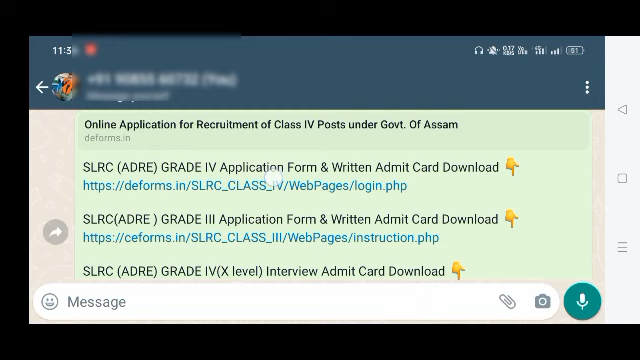 11:3
Online Application for Recruitment of Class IV Posts under Govt. Of Assam
deforms.in
SLRC (ADRE) GRADE IV Application Form & Written Admit Card Download 👇
https://deforms.in/SLRC_CLASS_IV/WebPages/login.php
SLRC(ADRE ) GRADE III Application Form & Written Admit Card Download 👇
https://ceforms.in/SLRC_CLASS_III/WebPages/instruction.php
SLRC (ADRE) GRADE IV(X level) Interview Admit Card Download 👇
Message